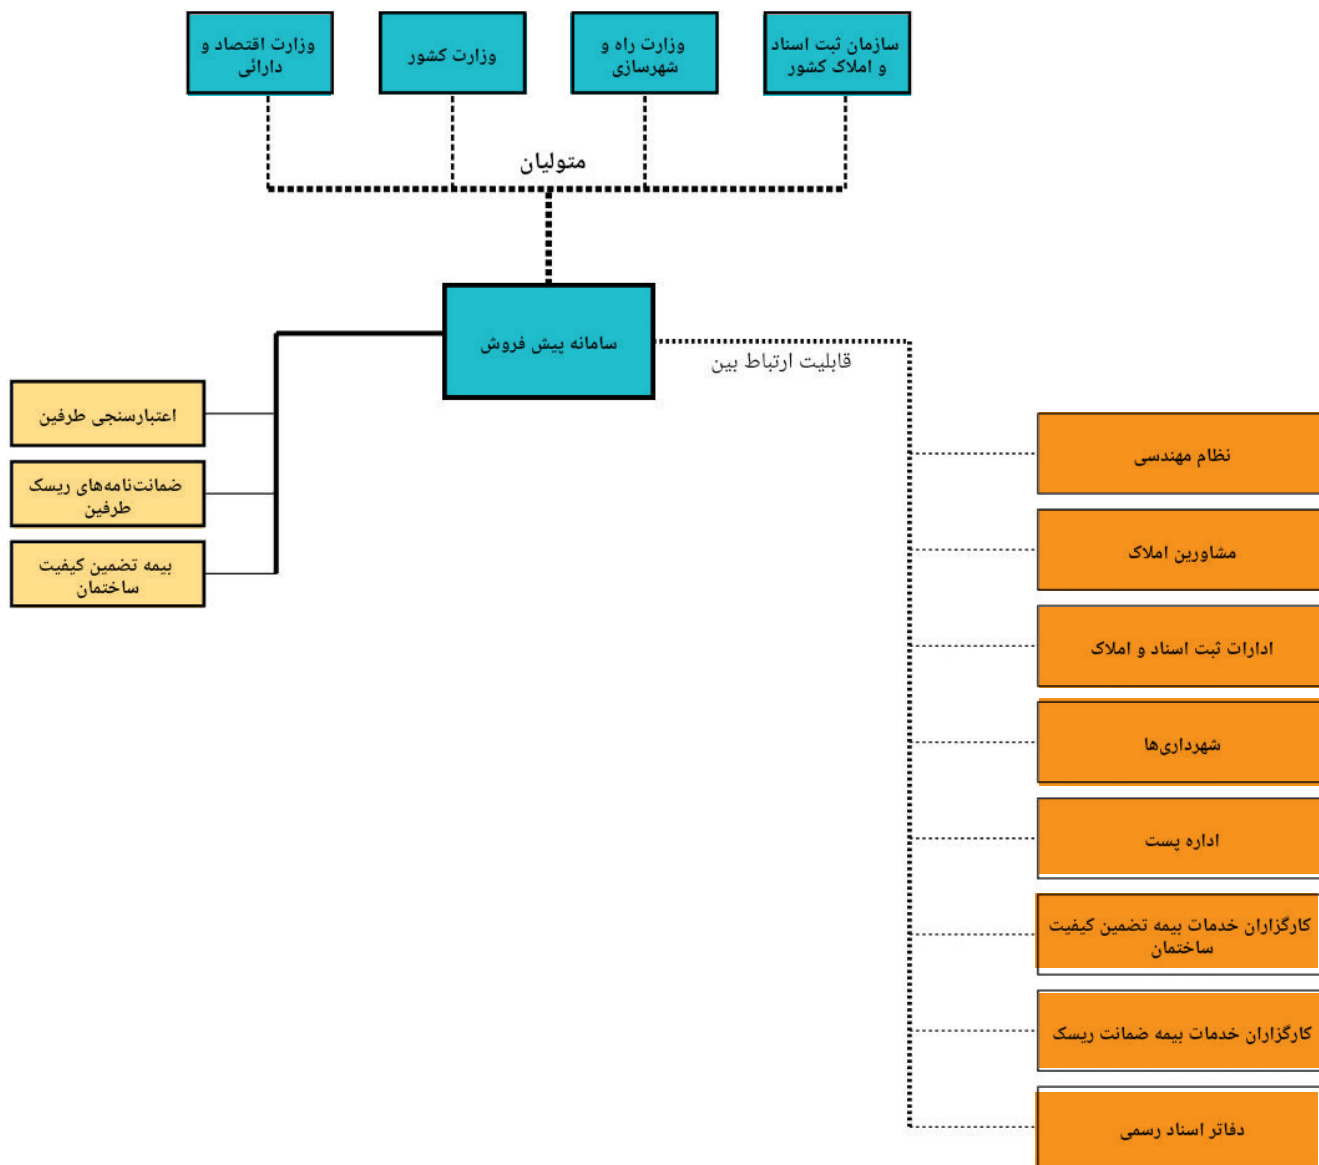 سازمان ثبت اسناد
و املاک کشور
وزارت راه و
شهرسازی
وزارت کشور
وزارت اقتصاد و
دارائی
متولیان
سامانه پیش فروش
قابلیت ارتباط بین
نظام مهندسی
مشاورین املاک
ادارات ثبت اسناد و املاک
شهرداری‌ها
اداره پست
کارگزاران خدمات بیمه تضمین کیفیت
ساختمان
کارگزاران خدمات بیمه ضمانت ریسک
دفاتر اسناد رسمی
اعتبارسنجی طرفین
ضمانت‌نامه‌های ریسک
طرفین
بیمه تضمین کیفیت
ساختمان